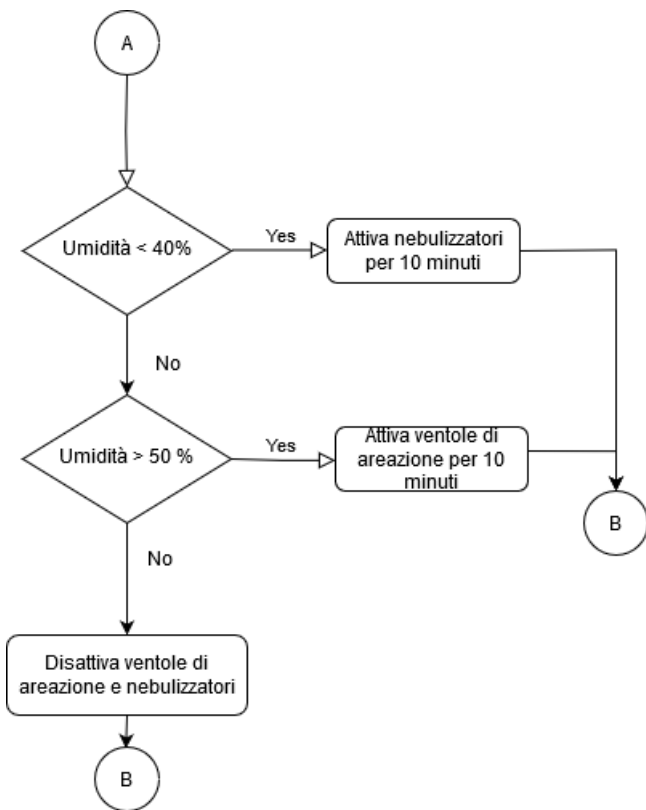 A
Umidità < 40%
Yes
Attiva nebulizzatori
per 10 minuti
No
Umidità > 50 %
Yes
Attiva ventole di
areazione per 10
minuti
B
No
Disattiva ventole di
areazione e nebulizzatori
B